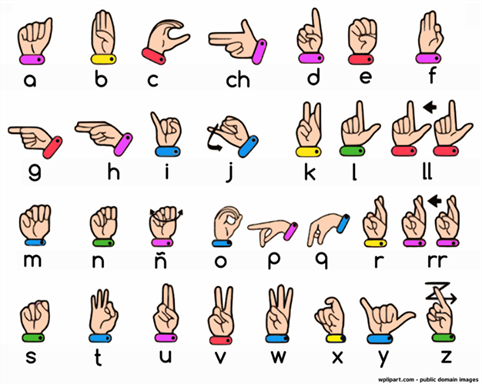 a b c ch d e f
g h i j k l ll
m n ñ o p q r rr
s t u v w x y z
wpclipart.com - public domain images